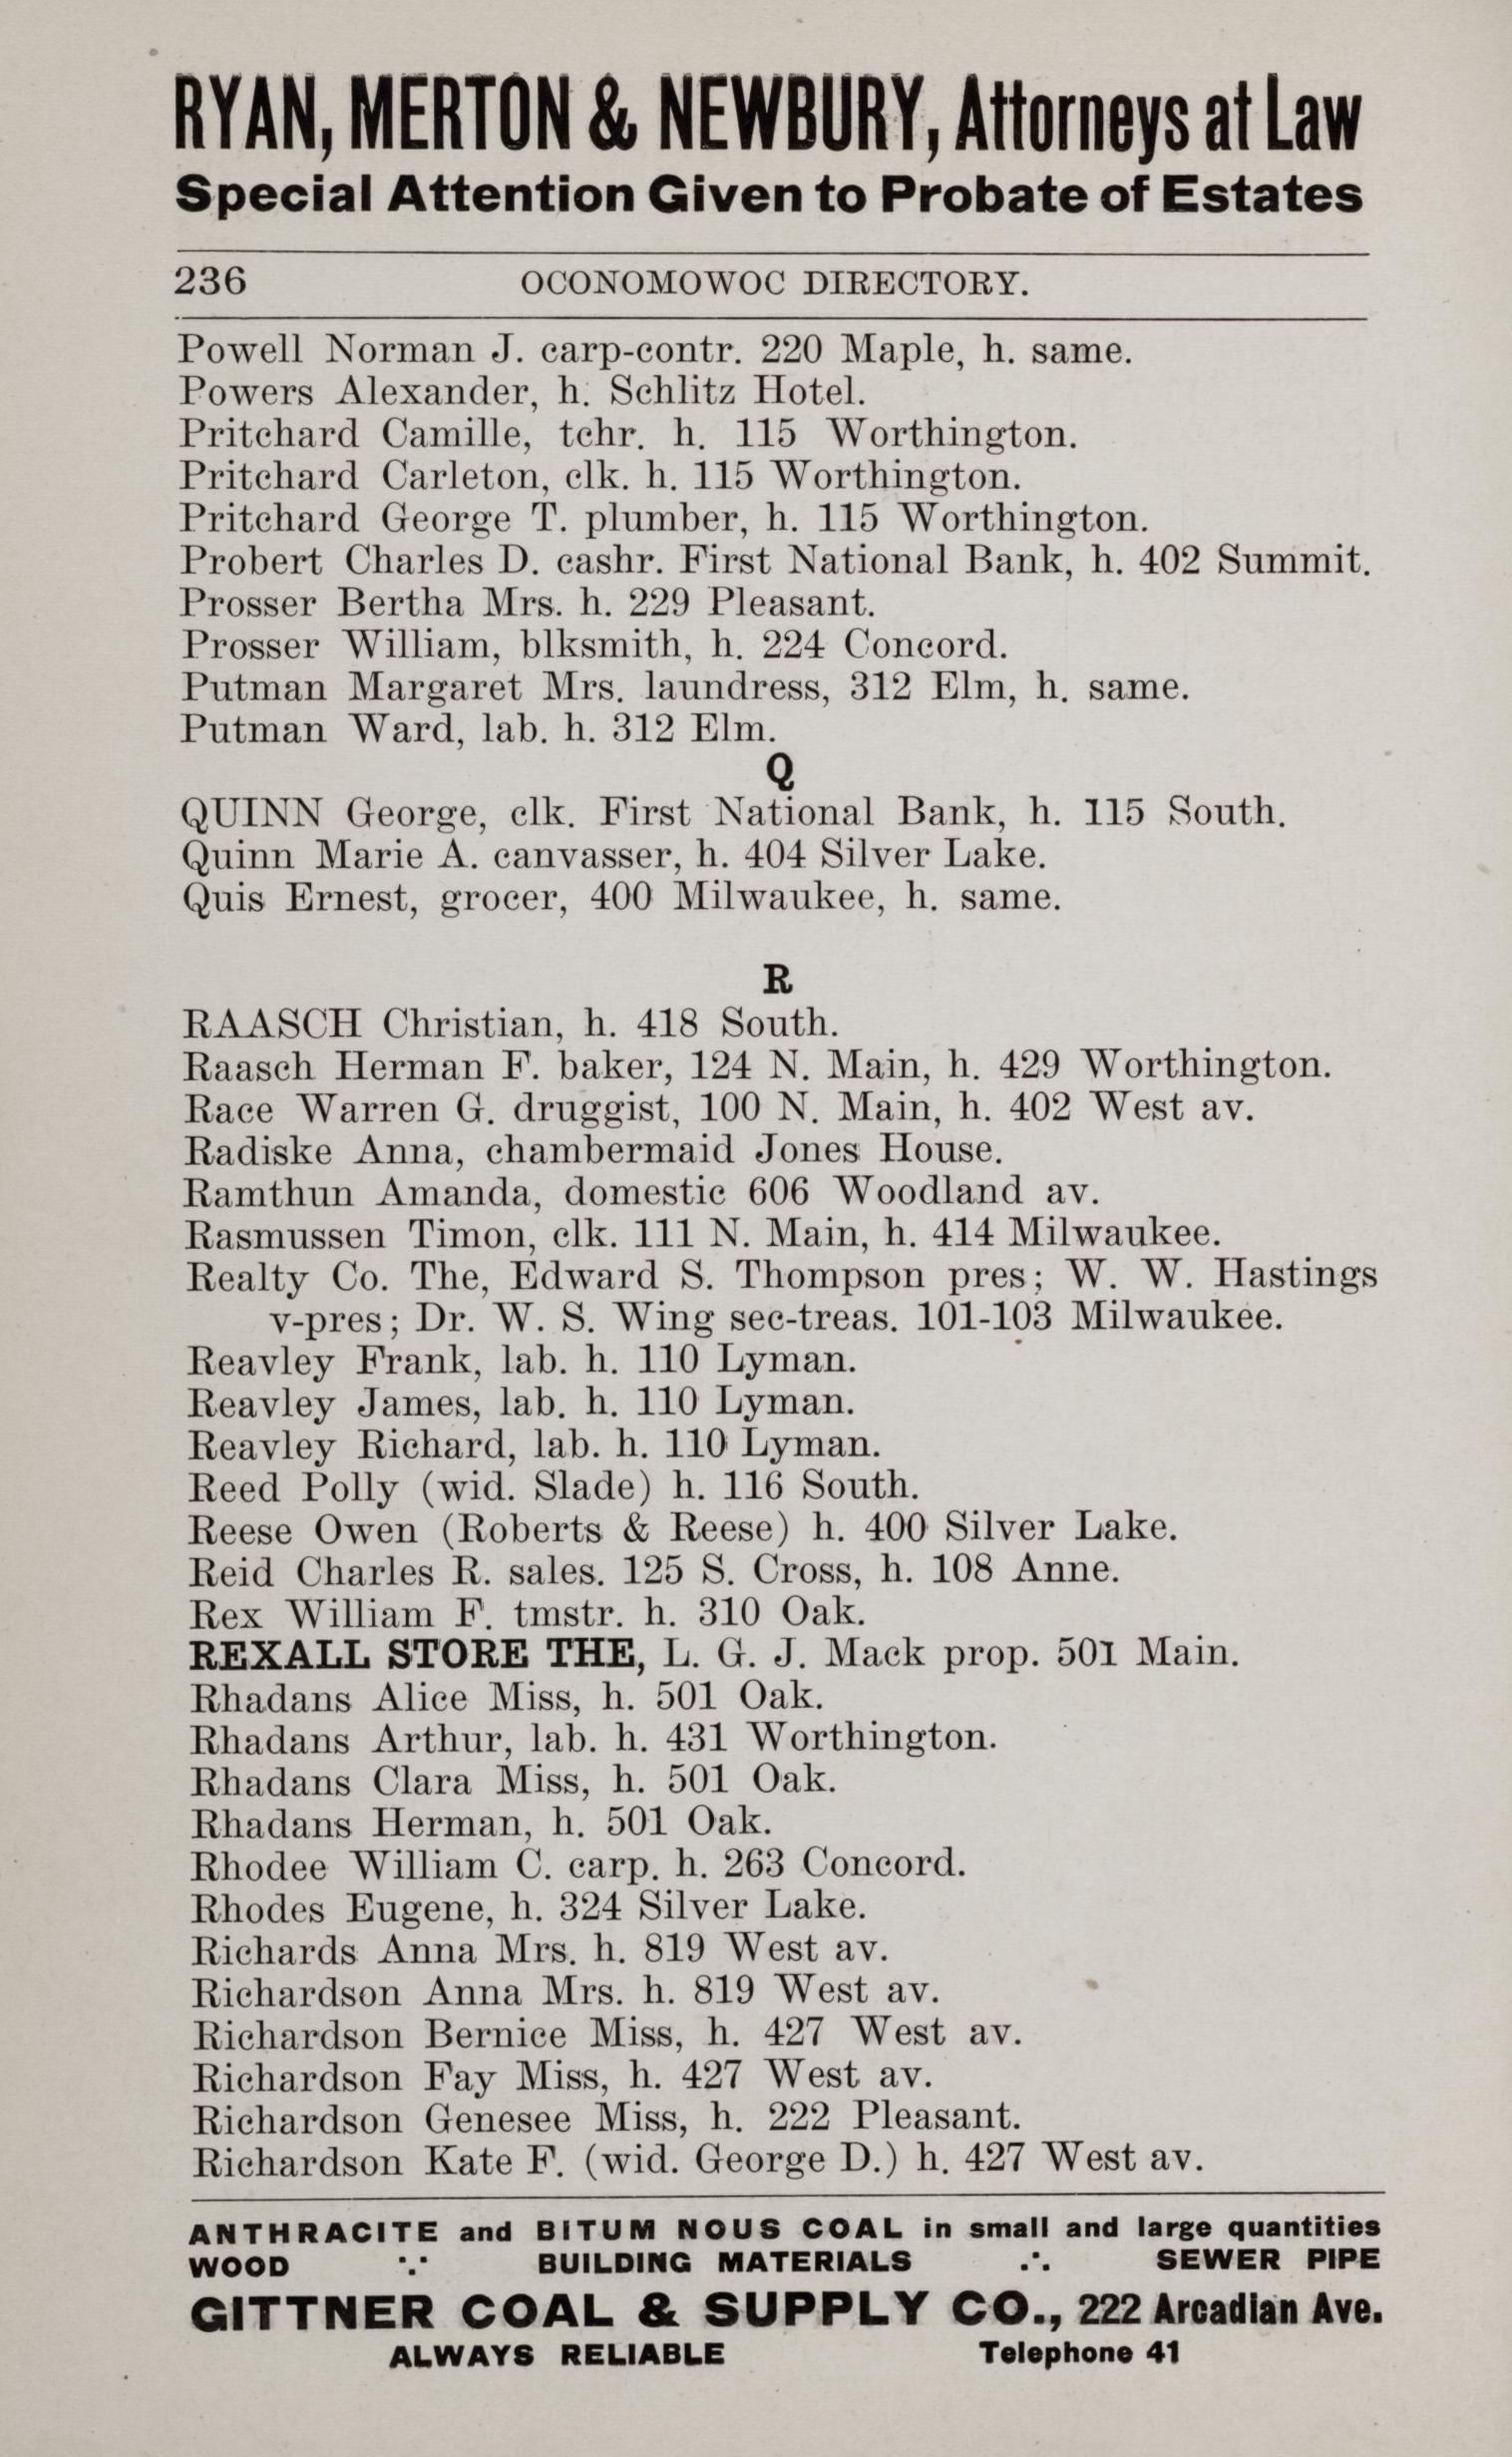 RYAN, MERTON & NEWBURY, Attorneys at Law
Special Attention Given to Probate of Estates
236 OCONOMOWOC DIRECTORY.
Powell Norman J. carp-contr. 220 Maple, h. same.
Powers Alexander, h. Schlitz Hotel.
Pritchard Camille, tchr. h. 115 Worthington.
Pritchard Carleton, clk. h. 115 Worthington.
Pritchard George T. plumber, h. 115 Worthington.
Probert Charles D. cashr. First National Bank, h. 402 Summit.
Prosser Bertha Mrs. h. 229 Pleasant.
Prosser William, blksmith, h. 224 Concord.
Putman Margaret Mrs. laundress, 312 Elm, h. same.
Putman Ward, lab. h. 312 Elm.
Q
QUINN George, clk. First National Bank, h. 115 South.
Quinn Marie A. canvasser, h. 404 Silver Lake.
Quis Ernest, grocer, 400 Milwaukee, h. same.
R
RAASCH Christian, h. 418 South.
Raasch Herman F. baker, 124 N. Main, h. 429 Worthington.
Race Warren G. druggist, 100 N. Main, h. 402 West av.
Radiske Anna, chambermaid Jones House.
Ramthun Amanda, domestic 606 Woodland av.
Rasmussen Timon, clk. 111 N. Main, h. 414 Milwaukee.
Realty Co. The, Edward S. Thompson pres; W. W. Hastings
v-pres; Dr. W. S. Wing sec-treas. 101-103 Milwaukee.
Reavley Frank, lab. h. 110 Lyman.
Reavley James, lab. h. 110 Lyman.
Reavley Richard, lab. h. 110 Lyman.
Reed Polly (wid. Slade) h. 116 South.
Reese Owen (Roberts & Reese) h. 400 Silver Lake.
Reid Charles R. sales. 125 S. Cross, h. 108 Anne.
Rex William F. tmstr. h. 310 Oak.
REXALL STORE THE, L. G. J. Mack prop. 501 Main.
Rhadans Alice Miss, h. 501 Oak.
Rhadans Arthur, lab. h. 431 Worthington.
Rhadans Clara Miss, h. 501 Oak.
Rhadans Herman, h. 501 Oak.
Rhodee William C. carp. h. 263 Concord.
Rhodes Eugene, h. 324 Silver Lake.
Richards Anna Mrs. h. 819 West av.
Richardson Anna Mrs. h. 819 West av.
Richardson Bernice Miss, h. 427 West av.
Richardson Fay Miss, h. 427 West av.
Richardson Genesee Miss, h. 222 Pleasant.
Richardson Kate F. (wid. George D.) h. 427 West av.
ANTHRACITE and BITUM NOUS COAL in small and large quantities
WOOD ∵ BUILDING MATERIALS ∴ SEWER PIPE
GITTNER COAL & SUPPLY CO., 222 Arcadian Ave.
ALWAYS RELIABLE Telephone 41